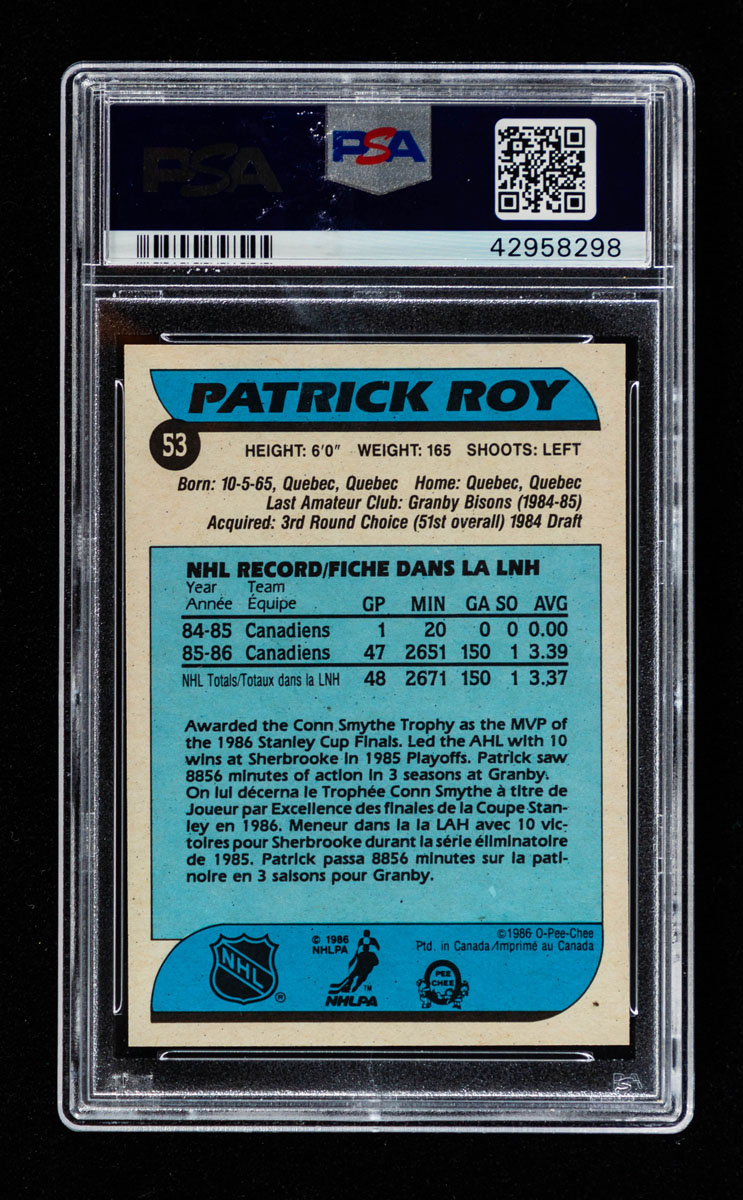 PSA
PSA
42958298
PATRICK ROY
53
HEIGHT: 6'0" WEIGHT: 165 SHOOTS: LEFT
Born: 10-5-65, Quebec, Quebec Home: Quebec, Quebec
Last Amateur Club: Granby Bisons (1984-85)
Acquired: 3rd Round Choice (51st overall) 1984 Draft
NHL RECORD/FICHE DANS LA LNH
Year Team
Année Équipe GP MIN GA SO AVG
84-85 Canadiens 1 20 0 0 0.00
85-86 Canadiens 47 2651 150 1 3.39
NHL Totals/Totaux dans la LNH 48 2671 150 1 3.37
Awarded the Conn Smythe Trophy as the MVP of
the 1986 Stanley Cup Finals. Led the AHL with 10
wins at Sherbrooke in 1985 Playoffs. Patrick saw
8856 minutes of action in 3 seasons at Granby.
On lui décerna le Trophée Conn Smythe à titre de
Joueur par Excellence des finales de la Coupe Stan-
ley en 1986. Meneur dans la la LAH avec 10 vic-
toires pour Sherbrooke durant la série éliminatoire
de 1985. Patrick passa 8856 minutes sur la pati-
noire en 3 saisons pour Granby.
©1986 O-Pee-Chee
Ptd. in Canada/Imprimé au Canada
NHL ®
© 1986
NHLPA
TM
NHLPA
PEE
CHEE
PSA